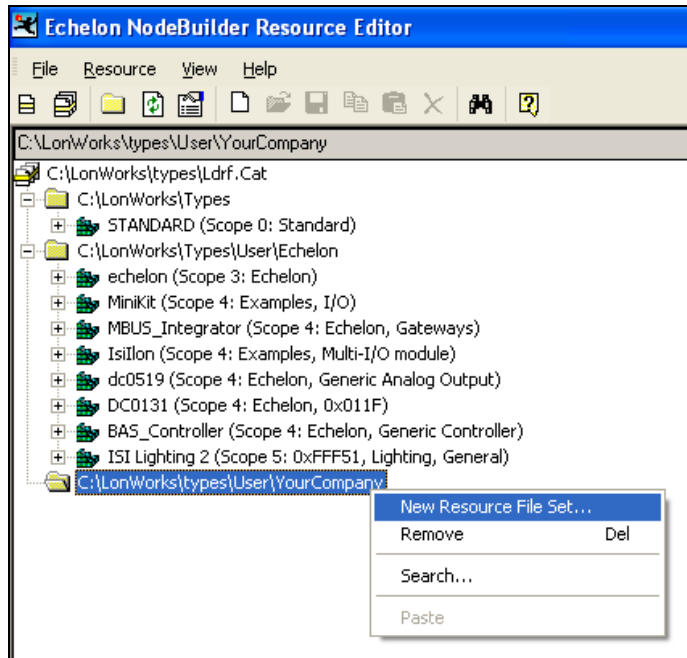 Echelon NodeBuilder Resource Editor
File Resource View Help
C:\LonWorks\types\User\YourCompany
C:\LonWorks\types\Ldrf.Cat
C:\LonWorks\Types
STANDARD (Scope 0: Standard)
C:\LonWorks\Types\User\Echelon
echelon (Scope 3: Echelon)
MiniKit (Scope 4: Examples, I/O)
MBUS_Integrator (Scope 4: Echelon, Gateways)
IsiIlon (Scope 4: Examples, Multi-I/O module)
dc0519 (Scope 4: Echelon, Generic Analog Output)
DC0131 (Scope 4: Echelon, 0x011F)
BAS_Controller (Scope 4: Echelon, Generic Controller)
ISI Lighting 2 (Scope 5: 0xFFF51, Lighting, General)
C:\LonWorks\types\User\YourCompany
New Resource File Set...
Remove Del
Search...
Paste